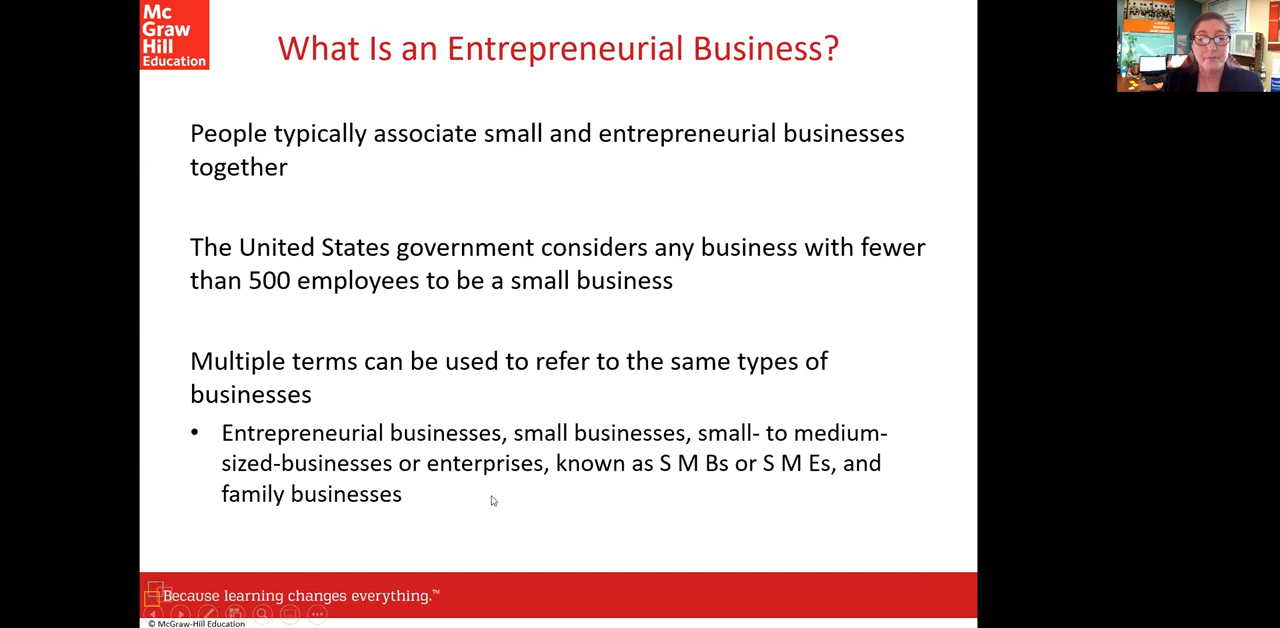 Mc
Graw
Hill
Education
What Is an Entrepreneurial Business?
People typically associate small and entrepreneurial businesses
together
The United States government considers any business with fewer
than 500 employees to be a small business
Multiple terms can be used to refer to the same types of
businesses
• Entrepreneurial businesses, small businesses, small- to medium-
sized-businesses or enterprises, known as S M Bs or S M Es, and
family businesses
Because learning changes everything.™
© McGraw-Hill Education